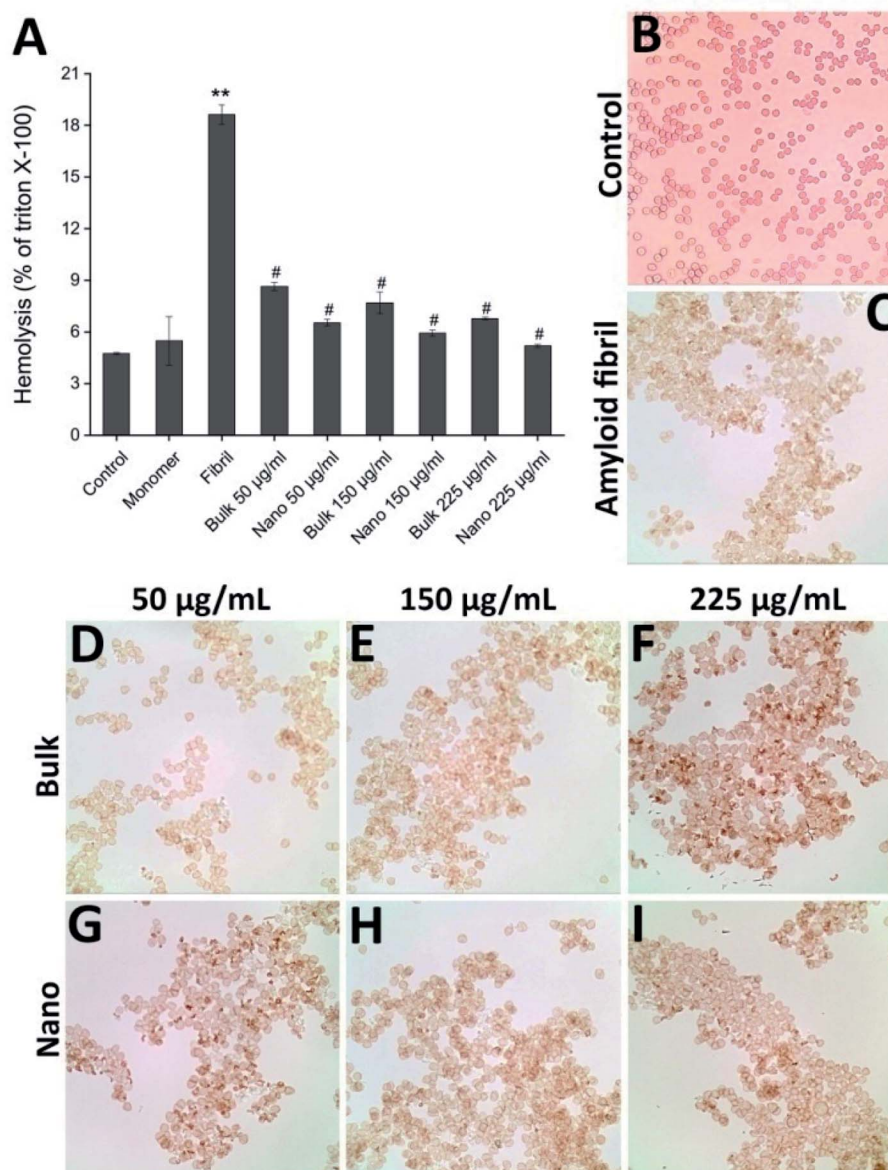 A
Hemolysis (% of triton X-100)
21
18
15
12
9
6
3
0
**
#
#
#
#
#
#
Control
Monomer
Fibril
Bulk 50 µg/ml
Nano 50 µg/ml
Bulk 150 µg/ml
Nano 150 µg/ml
Bulk 225 µg/ml
Nano 225 µg/ml
B
Control
C
Amyloid fibril
50 µg/mL
150 µg/mL
225 µg/mL
Bulk
D
E
F
Nano
G
H
I